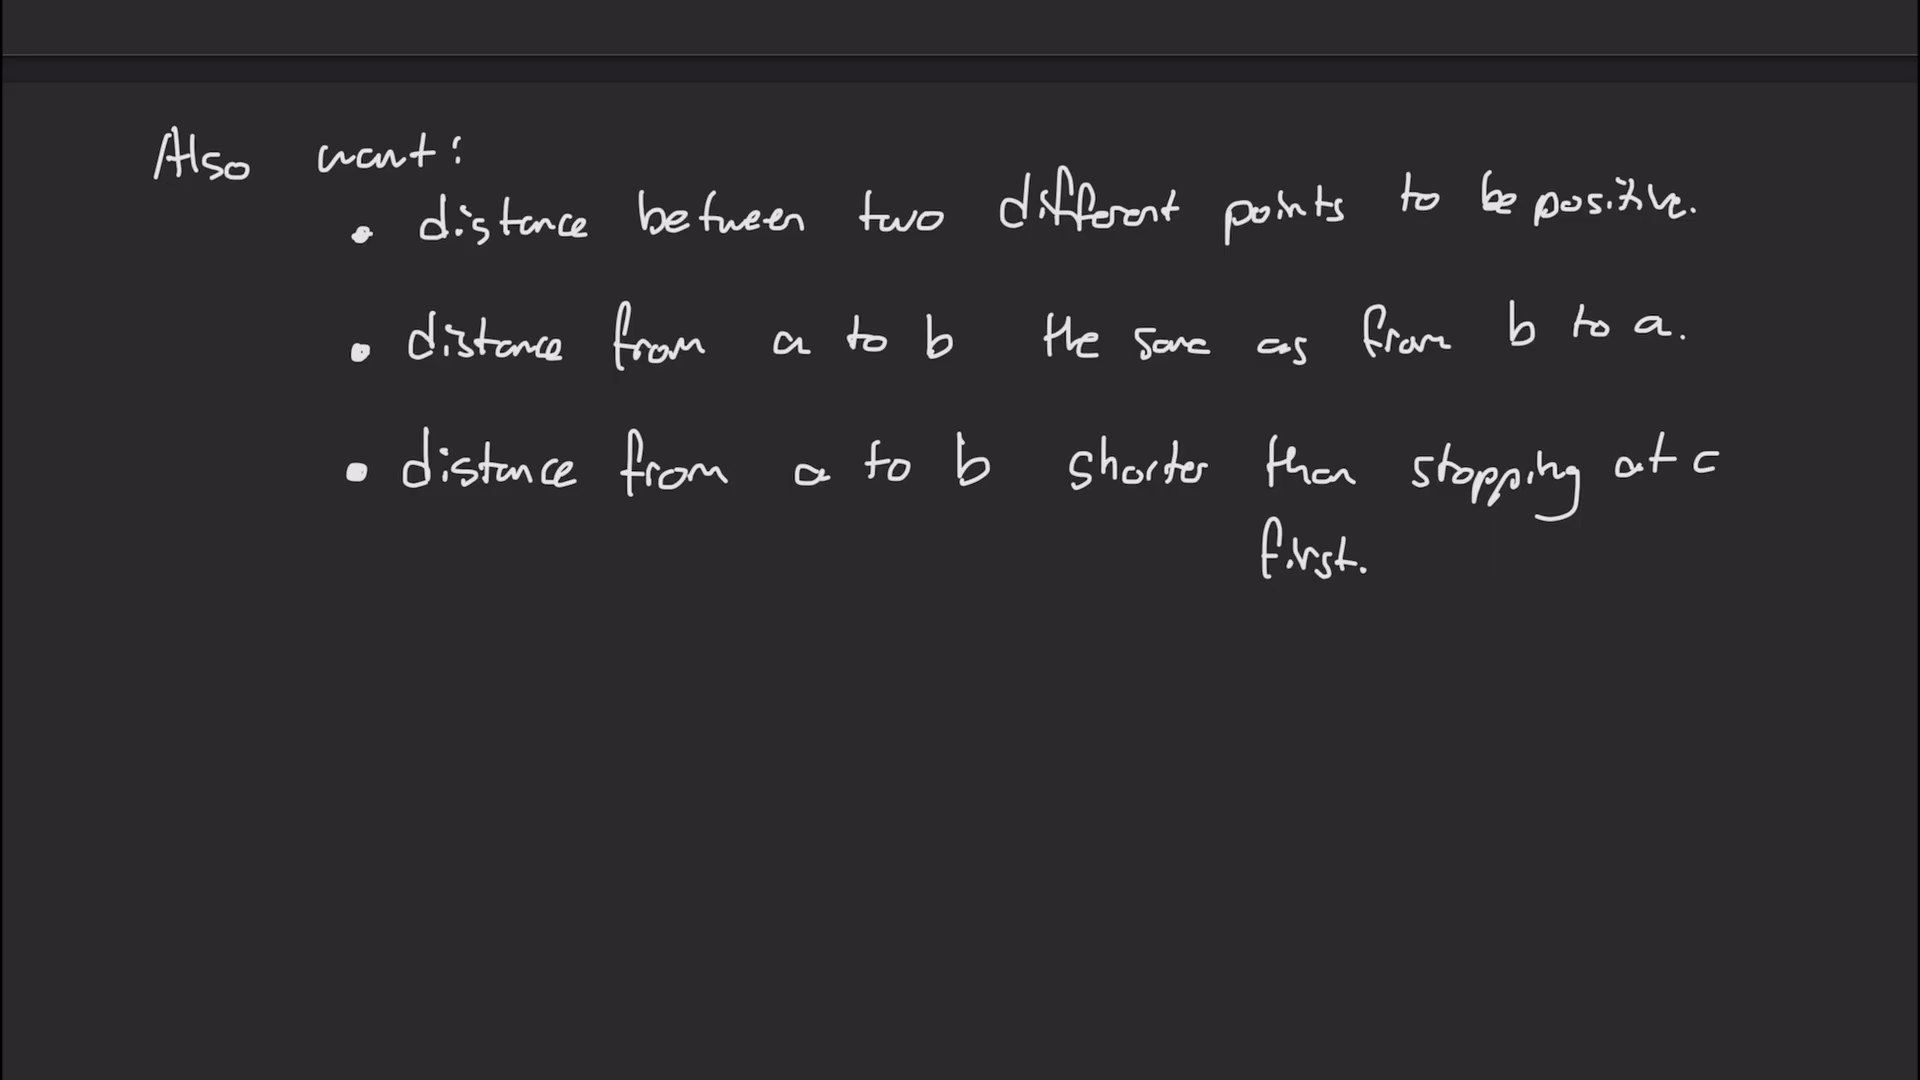 Also want:
• distance between two different points to be positive.
• distance from a to b the same as from b to a.
• distance from a to b shorter than stopping at c
first.